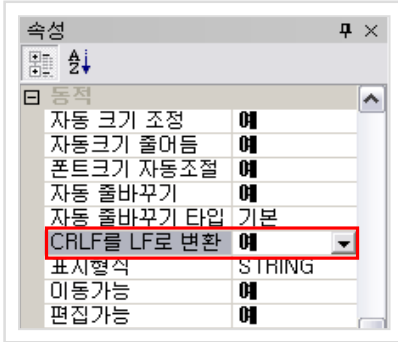 속성
동적
자동 크기 조정 예
자동크기 줄어듬 예
폰트크기 자동조절 예
자동 줄바꾸기 예
자동 줄바꾸기 타입 기본
CRLF를 LF로 변환 예
표시형식 STRING
이동가능 예
편집가능 예